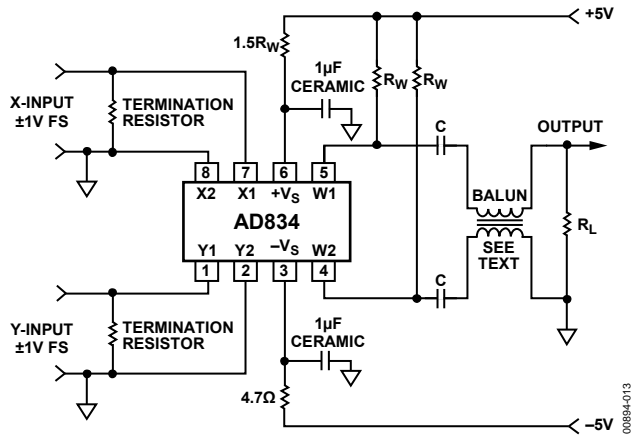 +5V
1.5RW
1µF
CERAMIC
RW
RW
X-INPUT
±1V FS
TERMINATION
RESISTOR
C
OUTPUT
8
7
6
5
X2
X1
+VS
W1
BALUN
RL
AD834
SEE
TEXT
Y1
Y2
–VS
W2
1
2
3
4
C
Y-INPUT
±1V FS
TERMINATION
RESISTOR
1µF
CERAMIC
4.7Ω
–5V
00894-013